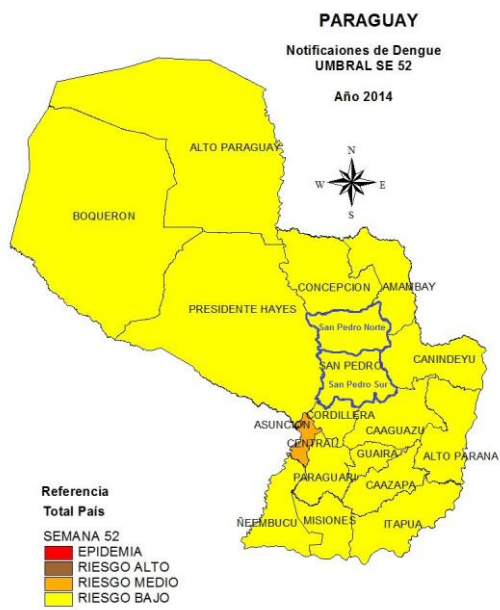 PARAGUAY
Notificaiones de Dengue
UMBRAL SE 52
Año 2014
N
W E
S
ALTO PARAGUAY
BOQUERON
CONCEPCION
AMAMBAY
PRESIDENTE HAYES
San Pedro Norte
SAN PEDRO
CANINDEYU
San Pedro Sur
CORDILLERA
ASUNCION
CAAGUAZU
CENTRAL
GUAIRA
ALTO PARANA
PARAGUARI
CAAZAPA
ÑEEMBUCU
MISIONES
ITAPUA
Referencia
Total País
SEMANA 52
EPIDEMIA
RIESGO ALTO
RIESGO MEDIO
RIESGO BAJO